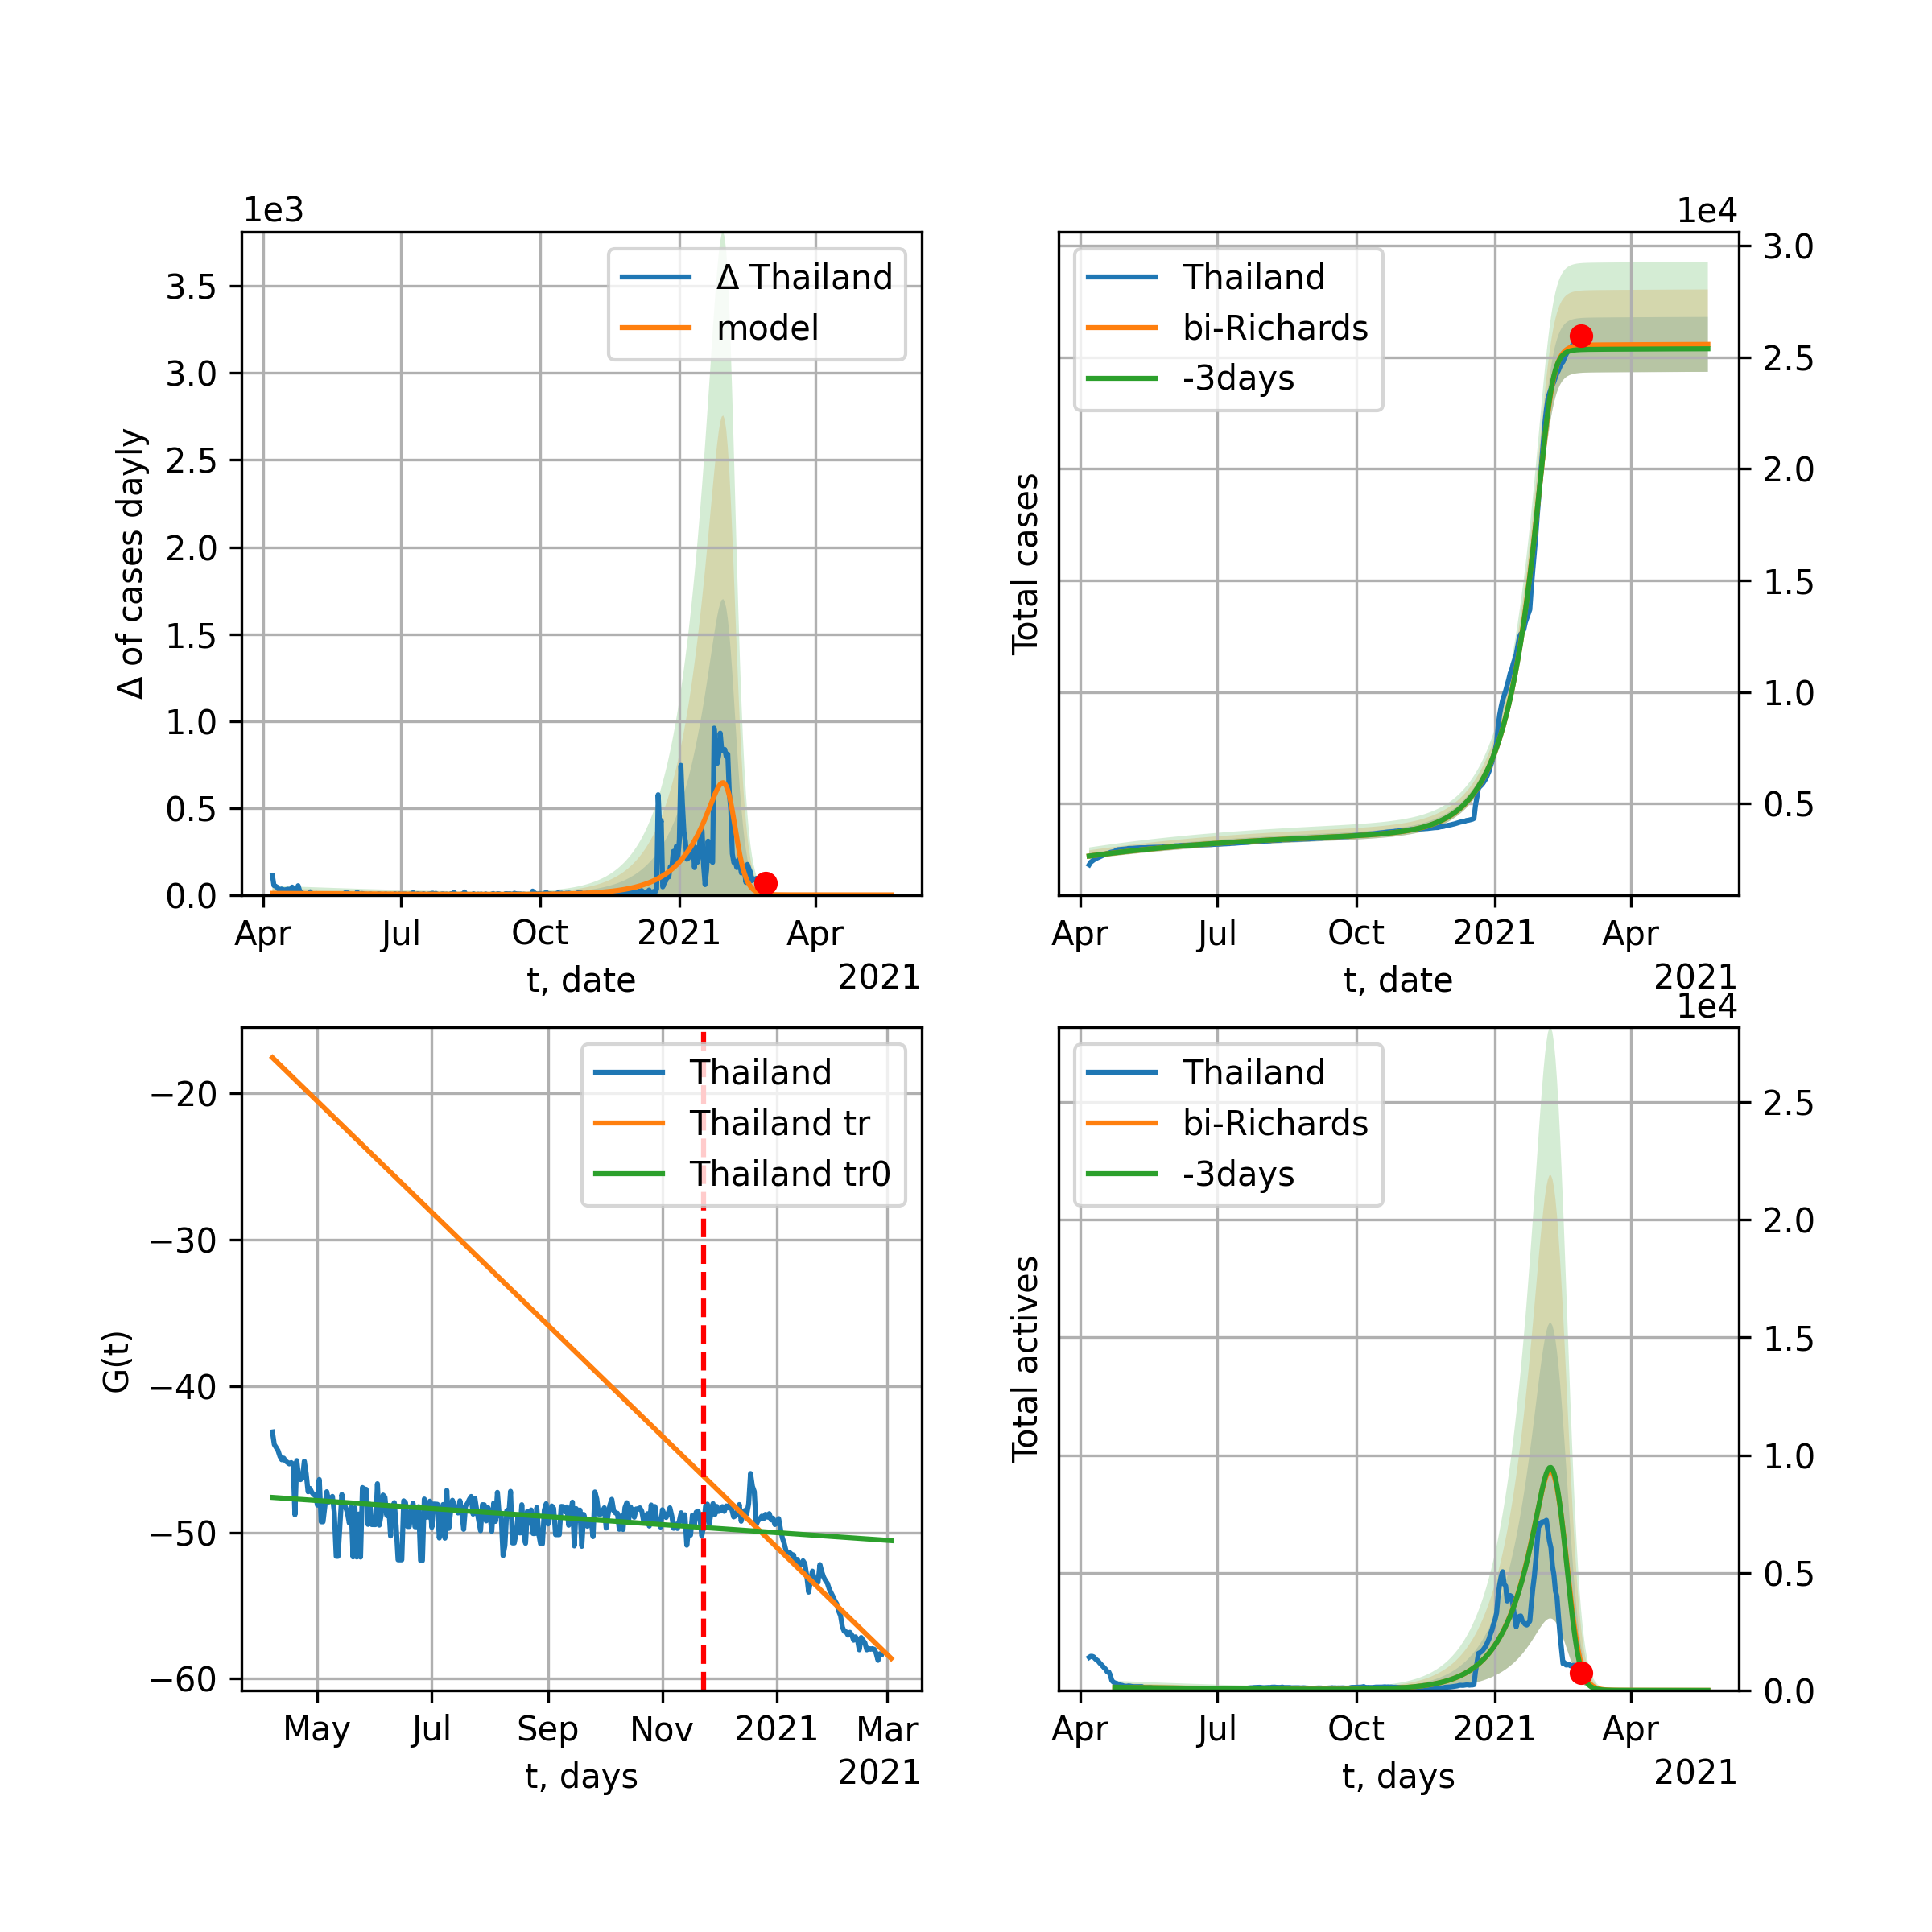 1e3
3.5
3.0
2.5
2.0
1.5
1.0
0.5
0.0
Δ of cases dayly
Δ Thailand
model
Apr Jul Oct 2021 Apr
t, date
2021
1e4
3.0
2.5
2.0
1.5
1.0
0.5
Total cases
Thailand
bi-Richards
-3days
Apr Jul Oct 2021 Apr
t, date
2021
−20
−30
−40
−50
−60
G(t)
Thailand
Thailand tr
Thailand tr0
May Jul Sep Nov 2021 Mar
t, days
2021
1e4
2.5
2.0
1.5
1.0
0.5
0.0
Total actives
Thailand
bi-Richards
-3days
Apr Jul Oct 2021 Apr
t, days
2021